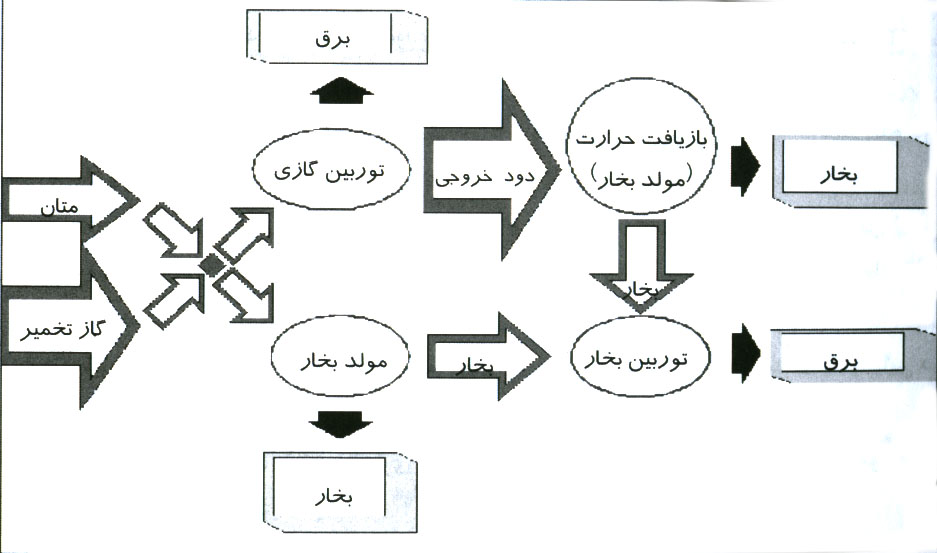 برق
توربین گازی
دود خروجی
بازیافت حرارت
(مولد بخار)
بخار
متان
بخار
گاز تخمیر
مولد بخار
بخار
توربین بخار
برق
بخار